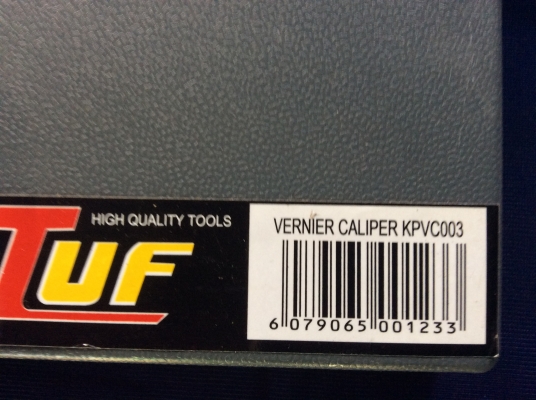 HIGH QUALITY TOOLS
TUF
VERNIER CALIPER KPVC003
6 079065 001233